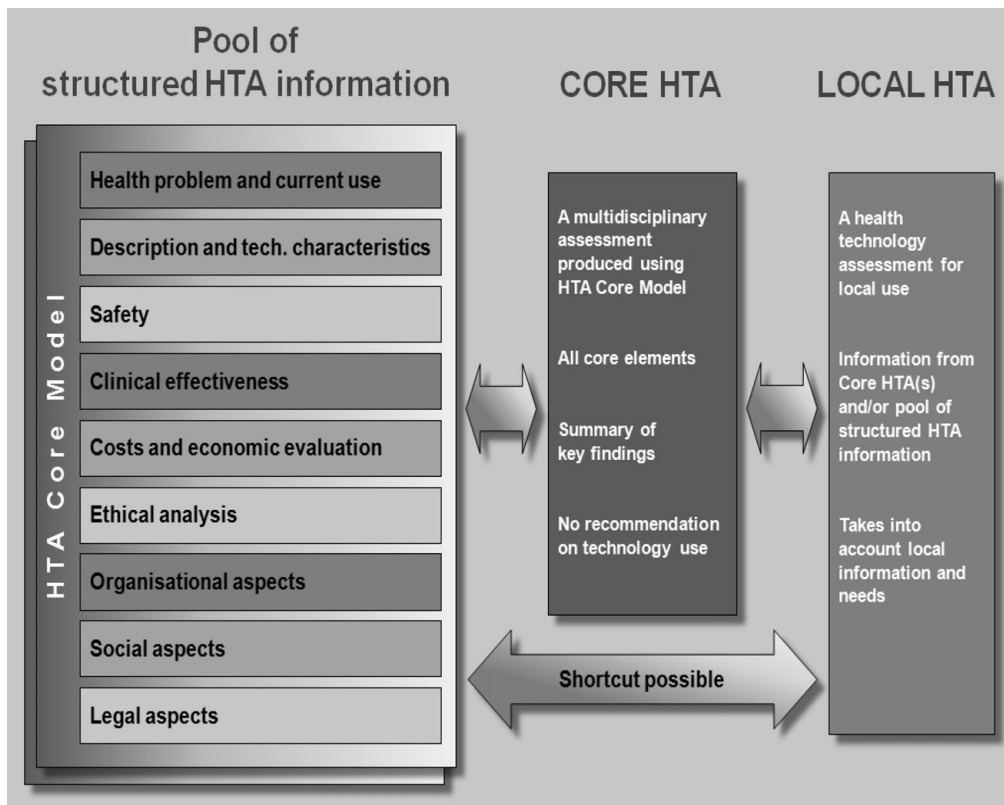 Pool of
structured HTA information
HTA Core Model
Health problem and current use
Description and tech. characteristics
Safety
Clinical effectiveness
Costs and economic evaluation
Ethical analysis
Organisational aspects
Social aspects
Legal aspects
CORE HTA
A multidisciplinary
assessment
produced using
HTA Core Model
All core elements
Summary of
key findings
No recommendation
on technology use
LOCAL HTA
A health
technology
assessment for
local use
Information from
Core HTA(s)
and/or pool of
structured HTA
information
Takes into
account local
information and
needs
Shortcut possible